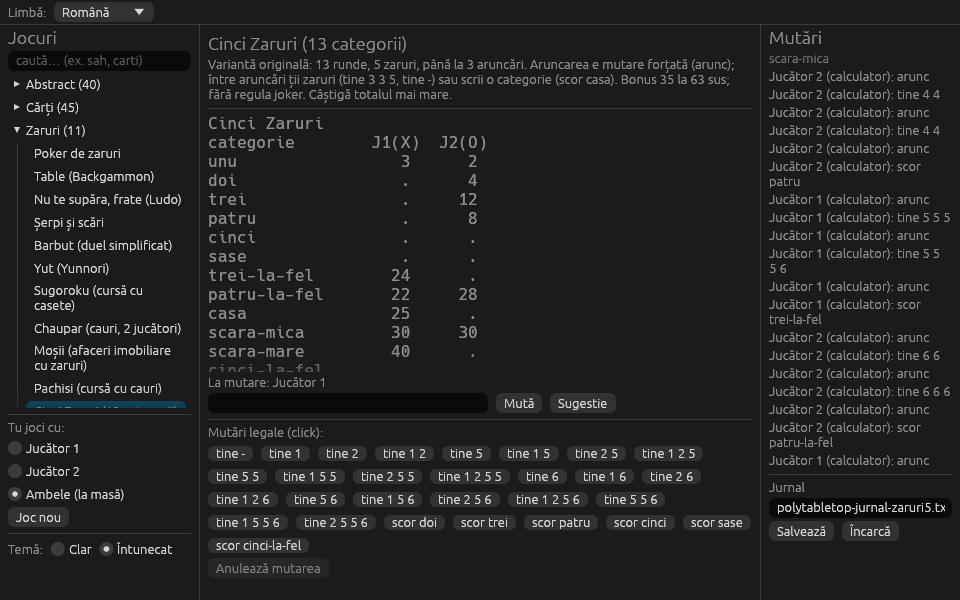 Limbă: Română
Jocuri
caută... (ex. sah, carti)
Abstract (40)
Cărți (45)
Zaruri (11)
Poker de zaruri
Table (Backgammon)
Nu te supăra, frate (Ludo)
Șerpi și scări
Barbut (duel simplificat)
Yut (Yunnori)
Sugoroku (cursă cu
casete)
Chaupar (cauri, 2 jucători)
Moșii (afaceri imobiliare
cu zaruri)
Pachisi (cursă cu cauri)
Tu joci cu:
Jucător 1
Jucător 2
Ambele (la masă)
Joc nou
Temă: Clar Întunecat
Cinci Zaruri (13 categorii)
Variantă originală: 13 runde, 5 zaruri, până la 3 aruncări. Aruncarea e mutare forțată (arunc);
între aruncări ții zaruri (tine 3 3 5, tine -) sau scrii o categorie (scor casa). Bonus 35 la 63 sus;
fără regula joker. Câștigă totalul mai mare.
Cinci Zaruri
categorie J1(X) J2(O)
unu 3 2
doi . 4
trei . 12
patru . 8
cinci . .
sase . .
trei-la-fel 24 .
patru-la-fel 22 28
casa 25 .
scara-mica 30 30
scara-mare 40 .
cinci-la-fel
La mutare: Jucător 1
Mută Sugestie
Mutări legale (click):
tine - tine 1 tine 2 tine 1 2 tine 5 tine 1 5 tine 2 5 tine 1 2 5
tine 5 5 tine 1 5 5 tine 2 5 5 tine 1 2 5 5 tine 6 tine 1 6 tine 2 6
tine 1 2 6 tine 5 6 tine 1 5 6 tine 2 5 6 tine 1 2 5 6 tine 5 5 6
tine 1 5 5 6 tine 2 5 5 6 scor doi scor trei scor patru scor cinci scor sase
scor cinci-la-fel
Anulează mutarea
Mutări
scara-mica
Jucător 2 (calculator): arunc
Jucător 2 (calculator): tine 4 4
Jucător 2 (calculator): arunc
Jucător 2 (calculator): tine 4 4
Jucător 2 (calculator): arunc
Jucător 2 (calculator): scor
patru
Jucător 1 (calculator): arunc
Jucător 1 (calculator): tine 5 5 5
Jucător 1 (calculator): arunc
Jucător 1 (calculator): tine 5 5
5 6
Jucător 1 (calculator): arunc
Jucător 1 (calculator): scor
trei-la-fel
Jucător 2 (calculator): arunc
Jucător 2 (calculator): tine 6 6
Jucător 2 (calculator): arunc
Jucător 2 (calculator): tine 6 6 6
Jucător 2 (calculator): arunc
Jucător 2 (calculator): scor
patru-la-fel
Jucător 1 (calculator): arunc
Jurnal
polytabletop-jurnal-zaruri5.tx
Salvează Încarcă